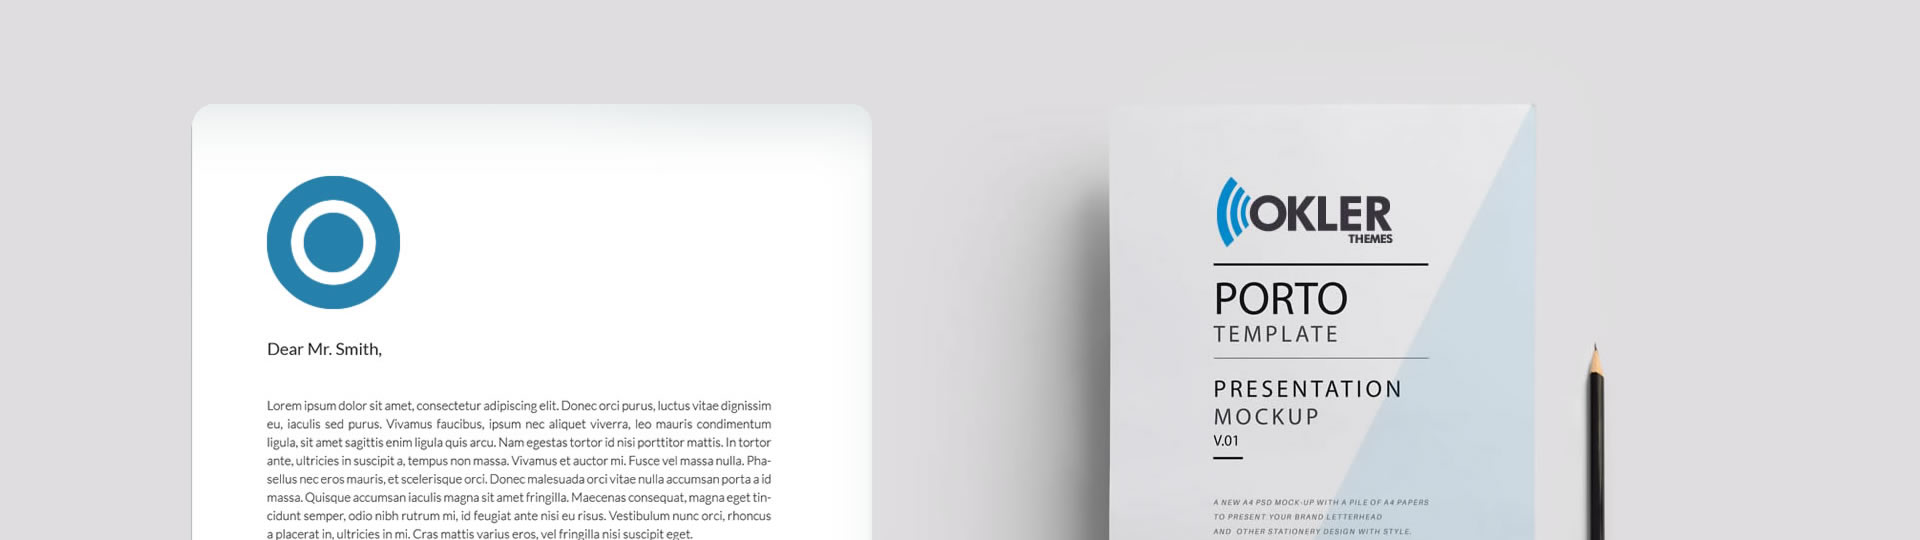 Dear Mr. Smith,
Lorem ipsum dolor sit amet, consectetur adipiscing elit. Donec orci purus, luctus vitae dignissim
eu, iaculis sed purus. Vivamus faucibus, ipsum nec aliquet viverra, leo mauris condimentum
ligula, sit amet sagittis enim ligula quis arcu. Nam egestas tortor id nisi porttitor mattis. In tortor
ante, ultricies in suscipit a, tempus non massa. Vivamus et auctor mi. Fusce vel massa nulla. Pha-
sellus nec eros mauris, et scelerisque orci. Donec malesuada orci vitae nulla accumsan porta a id
massa. Quisque accumsan iaculis magna sit amet fringilla. Maecenas consequat, magna eget tin-
cidunt semper, odio nibh rutrum mi, id feugiat ante nisi eu risus. Vestibulum nunc orci, rhoncus
a placerat in, ultricies in mi. Cras mattis varius eros, vel fringilla nisi suscipit eget.
OKLER
THEMES
PORTO
TEMPLATE
PRESENTATION
MOCKUP
V.01
A NEW A4 PSD MOCK-UP WITH A PILE OF A4 PAPERS
TO PRESENT YOUR BRAND LETTERHEAD
AND OTHER STATIONERY DESIGN WITH STYLE.